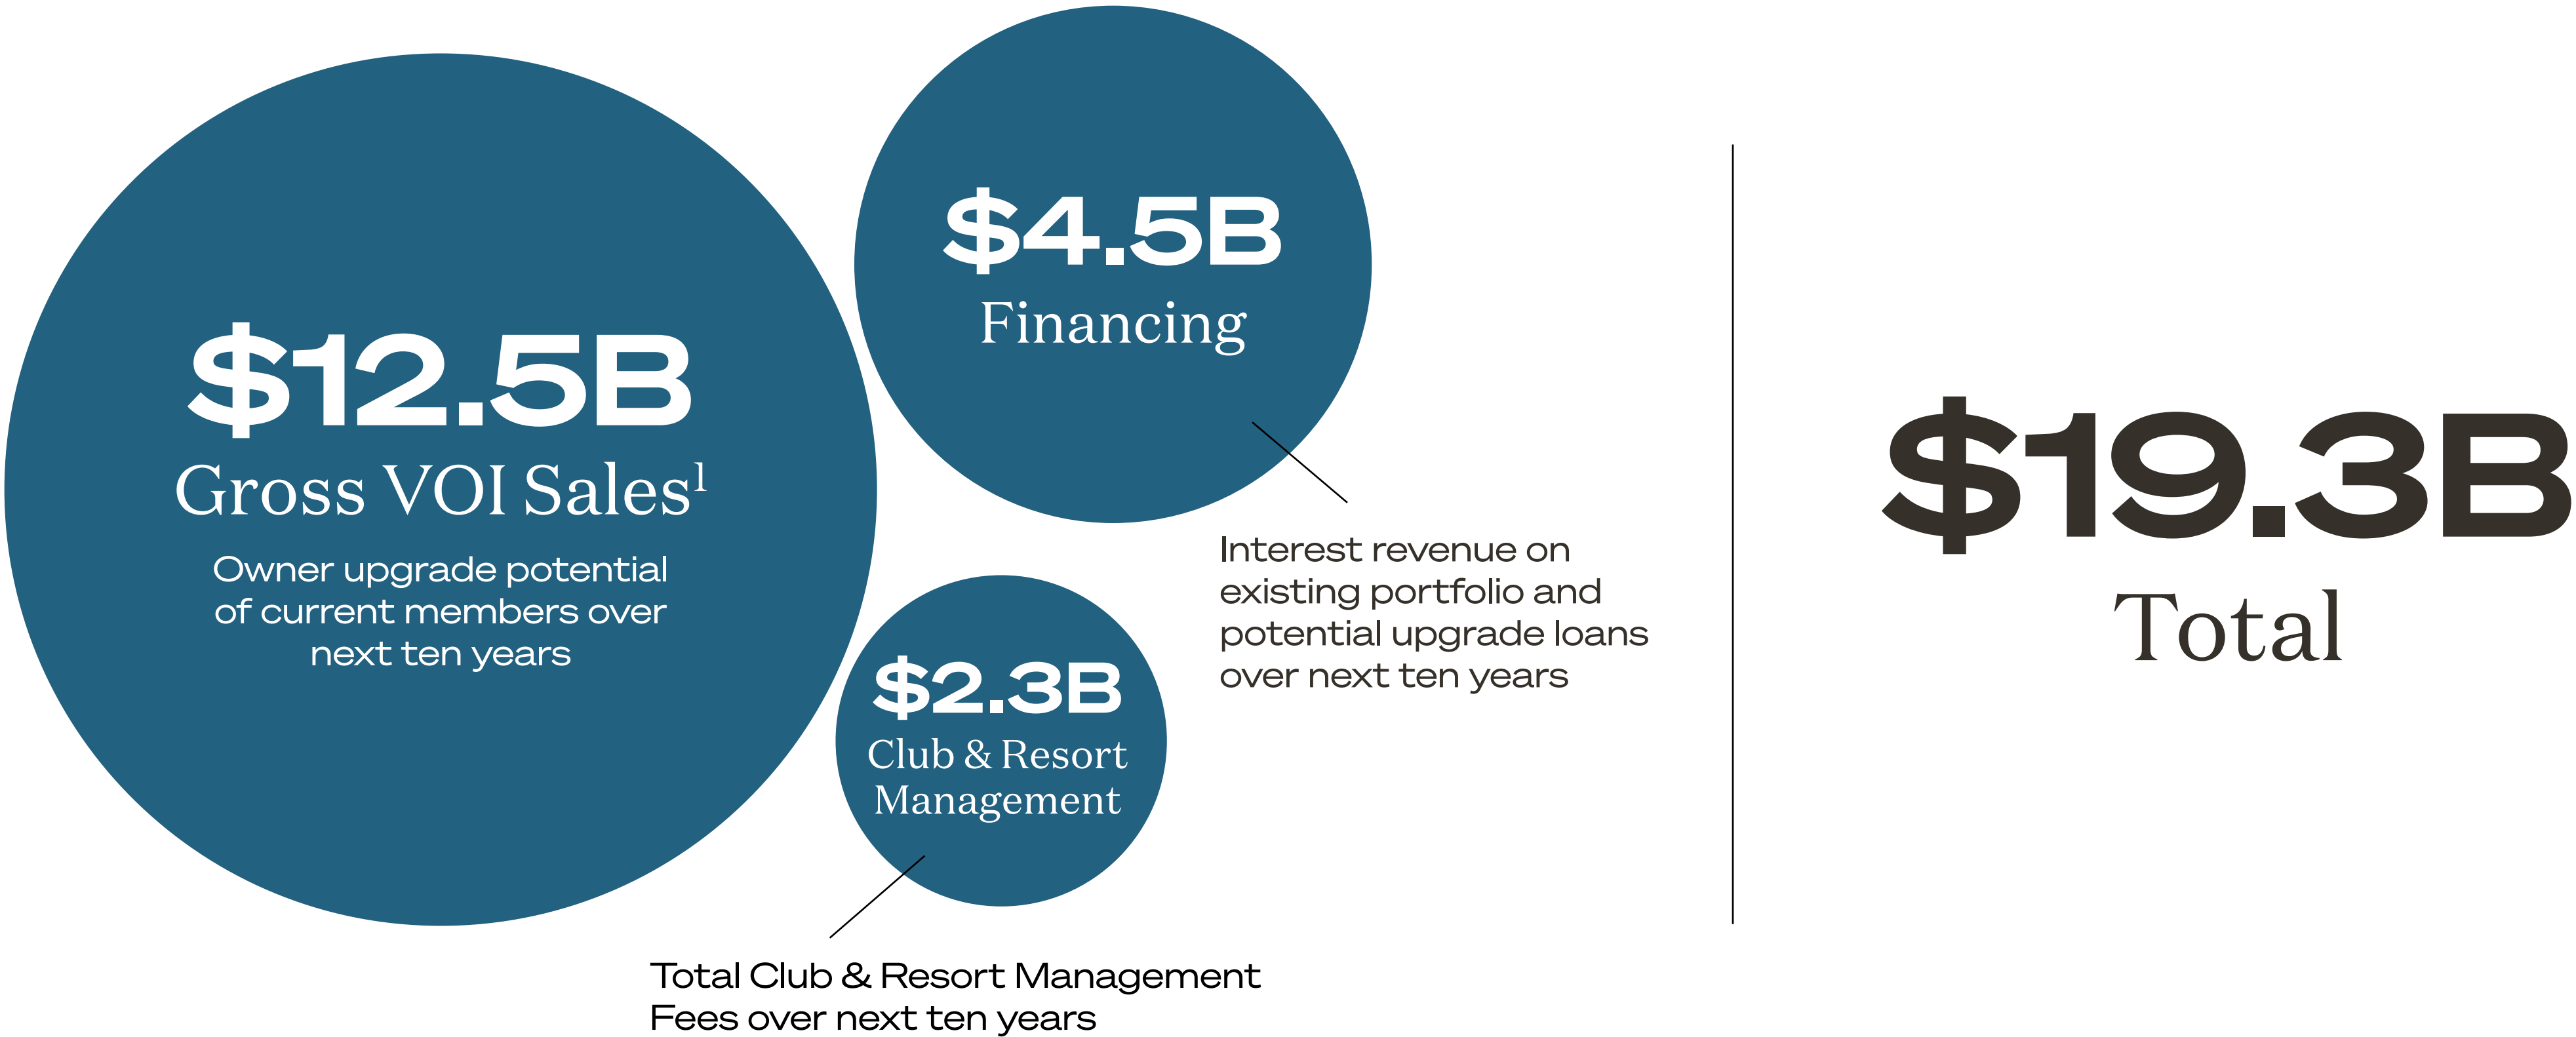 $12.5B
Gross VOI Sales¹
Owner upgrade potential
of current members over
next ten years
$4.5B
Financing
Interest revenue on
existing portfolio and
potential upgrade loans
over next ten years
$2.3B
Club & Resort
Management
Total Club & Resort Management
Fees over next ten years
$19.3B
Total